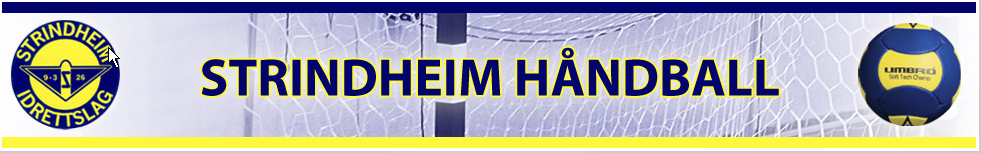 STRINDHEIM
9-3 26
IDRETTSLAG
STRINDHEIM HÅNDBALL
UMBRO
Soft Tech Champ